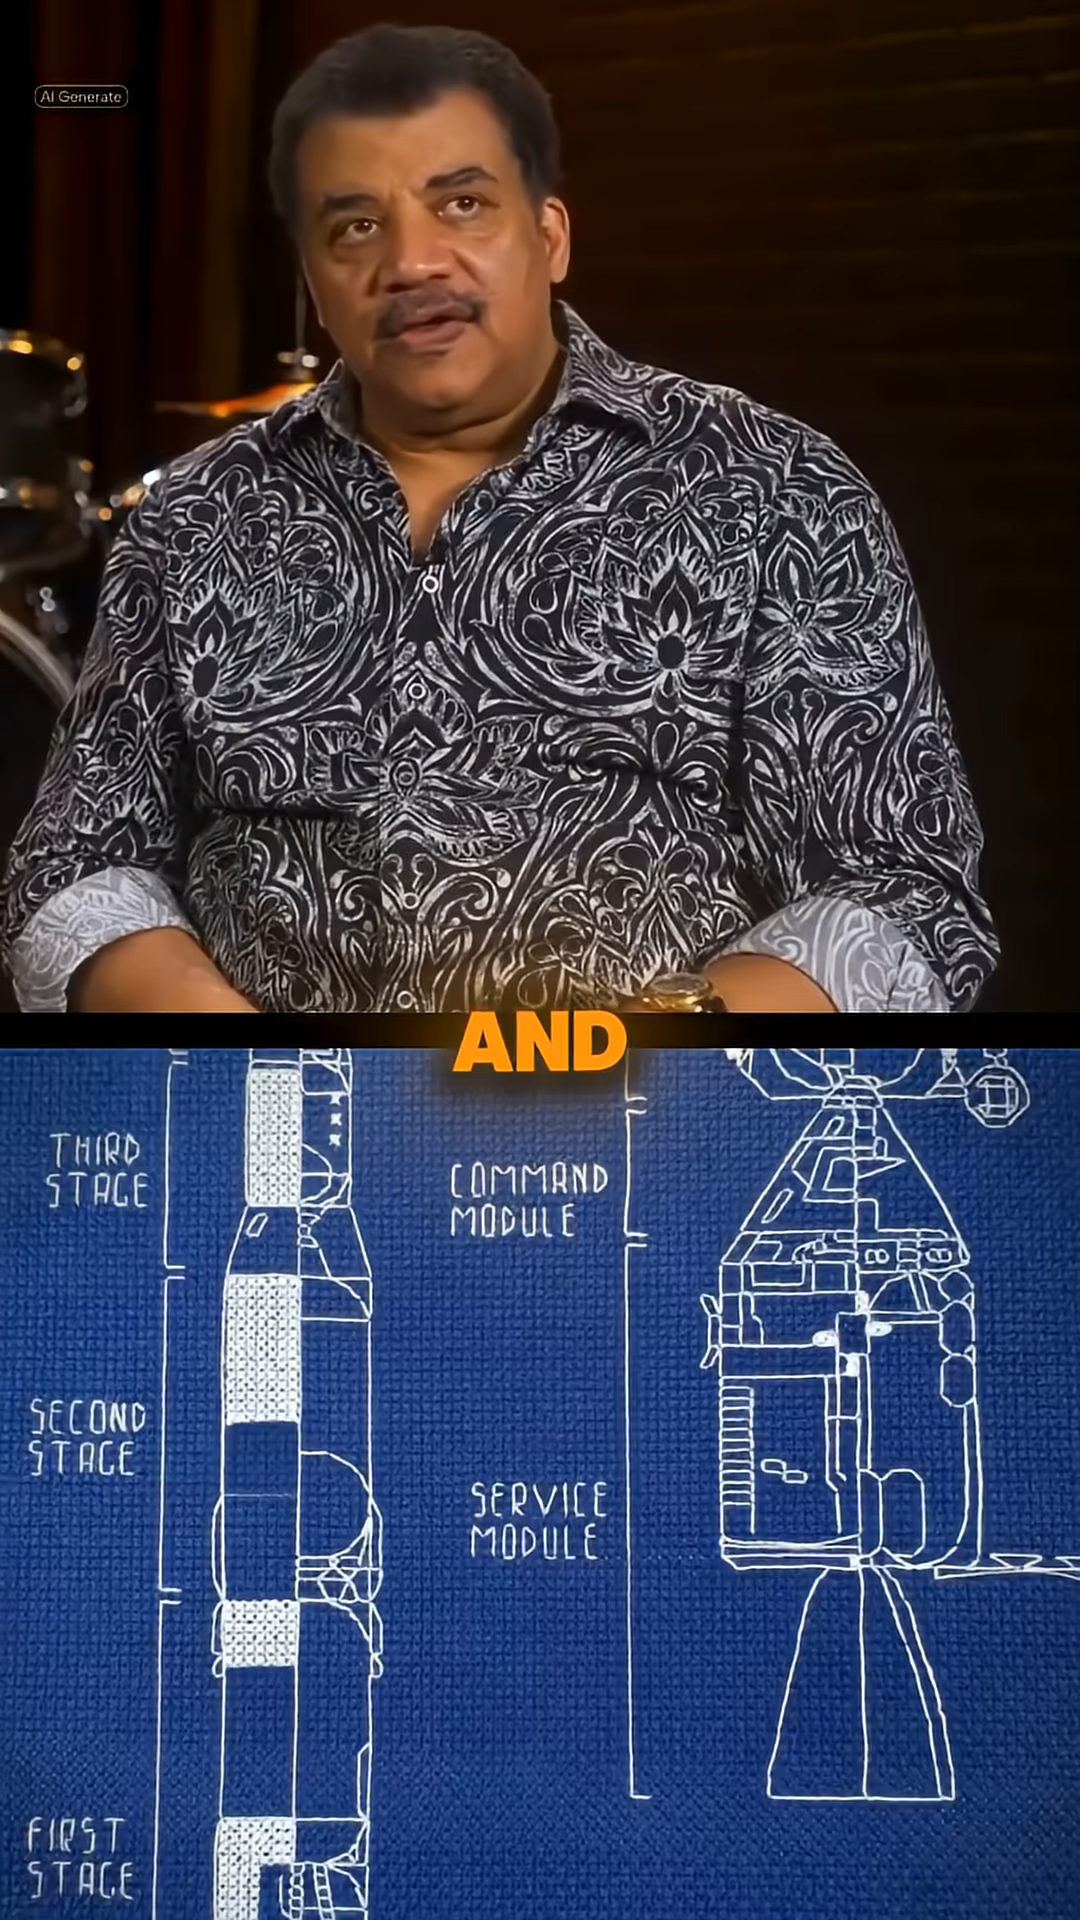 AI Generate
AND
THIRD
STAGE
COMMAND
MODULE
SECOND
STAGE
SERVICE
MODULE
FIRST
STAGE